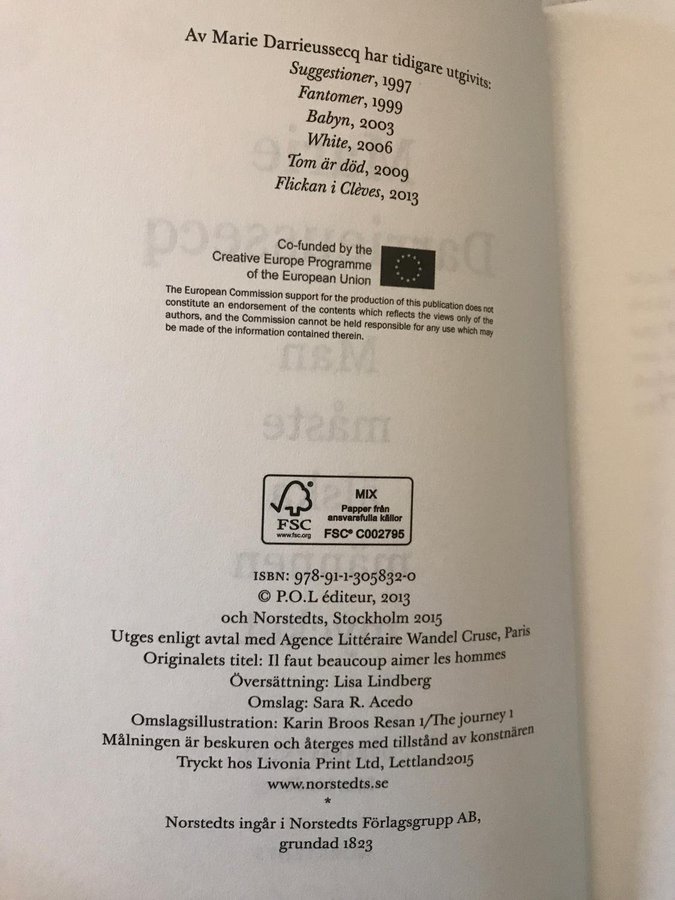 Av Marie Darrieussecq har tidigare utgivits:
Suggestioner, 1997
Fantomer, 1999
Babyn, 2003
White, 2006
Tom är död, 2009
Flickan i Clèves, 2013
Co-funded by the
Creative Europe Programme
of the European Union
The European Commission support for the production of this publication does not
constitute an endorsement of the contents which reflects the views only of the
authors, and the Commission cannot be held responsible for any use which may
be made of the information contained therein.
FSC
www.fsc.org
MIX
Papper från
ansvarsfulla källor
FSC® C002795
ISBN: 978-91-1-305832-0
© P.O.L éditeur, 2013
och Norstedts, Stockholm 2015
Utges enligt avtal med Agence Littéraire Wandel Cruse, Paris
Originalets titel: Il faut beaucoup aimer les hommes
Översättning: Lisa Lindberg
Omslag: Sara R. Acedo
Omslagsillustration: Karin Broos Resan 1/The journey 1
Målningen är beskuren och återges med tillstånd av konstnären
Tryckt hos Livonia Print Ltd, Lettland2015
www.norstedts.se
*
Norstedts ingår i Norstedts Förlagsgrupp AB,
grundad 1823